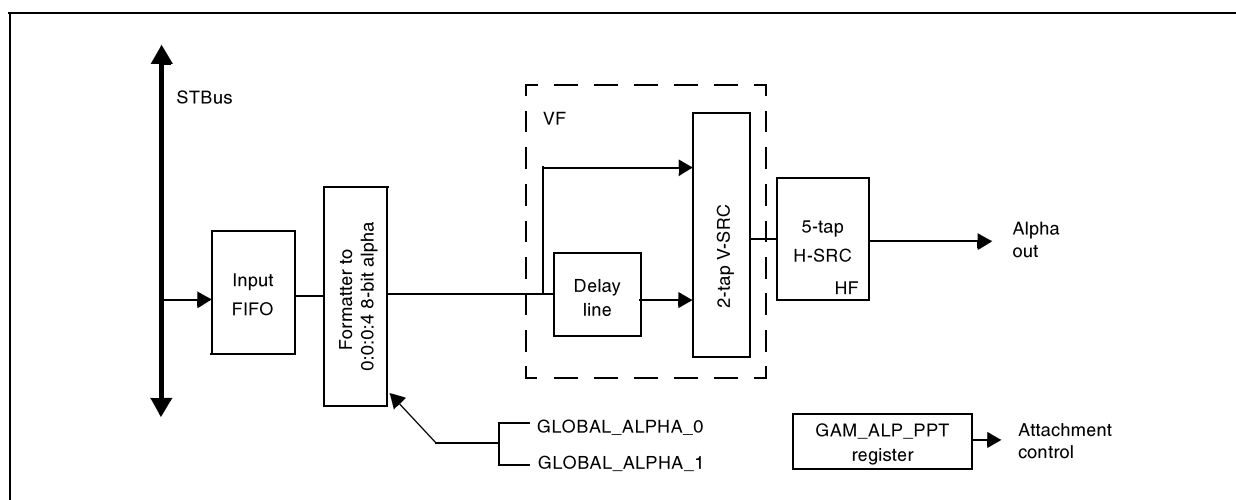 STBus
VF
Input
FIFO
Formatter to
0:0:0:4 8-bit alpha
Delay
line
2-tap V-SRC
5-tap
H-SRC
HF
Alpha
out
GLOBAL_ALPHA_0
GLOBAL_ALPHA_1
GAM_ALP_PPT
register
Attachment
control